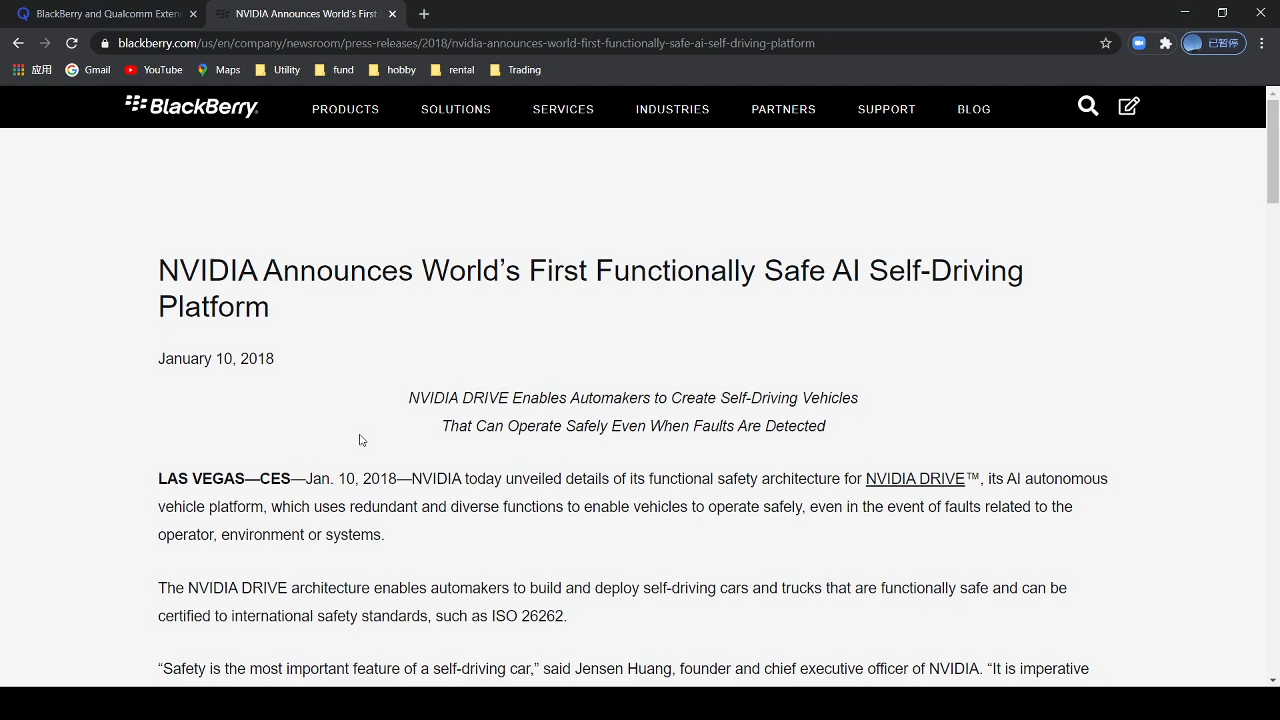 BlackBerry and Qualcomm Exten
NVIDIA Announces World's First
blackberry.com/us/en/company/newsroom/press-releases/2018/nvidia-announces-world-first-functionally-safe-ai-self-driving-platform
已暂停
应用 Gmail YouTube Maps Utility fund hobby rental Trading
BlackBerry PRODUCTS SOLUTIONS SERVICES INDUSTRIES PARTNERS SUPPORT BLOG
NVIDIA Announces World’s First Functionally Safe AI Self-Driving
Platform
January 10, 2018
NVIDIA DRIVE Enables Automakers to Create Self-Driving Vehicles
That Can Operate Safely Even When Faults Are Detected
LAS VEGAS—CES—Jan. 10, 2018—NVIDIA today unveiled details of its functional safety architecture for NVIDIA DRIVE™, its AI autonomous
vehicle platform, which uses redundant and diverse functions to enable vehicles to operate safely, even in the event of faults related to the
operator, environment or systems.
The NVIDIA DRIVE architecture enables automakers to build and deploy self-driving cars and trucks that are functionally safe and can be
certified to international safety standards, such as ISO 26262.
“Safety is the most important feature of a self-driving car,” said Jensen Huang, founder and chief executive officer of NVIDIA. “It is imperative